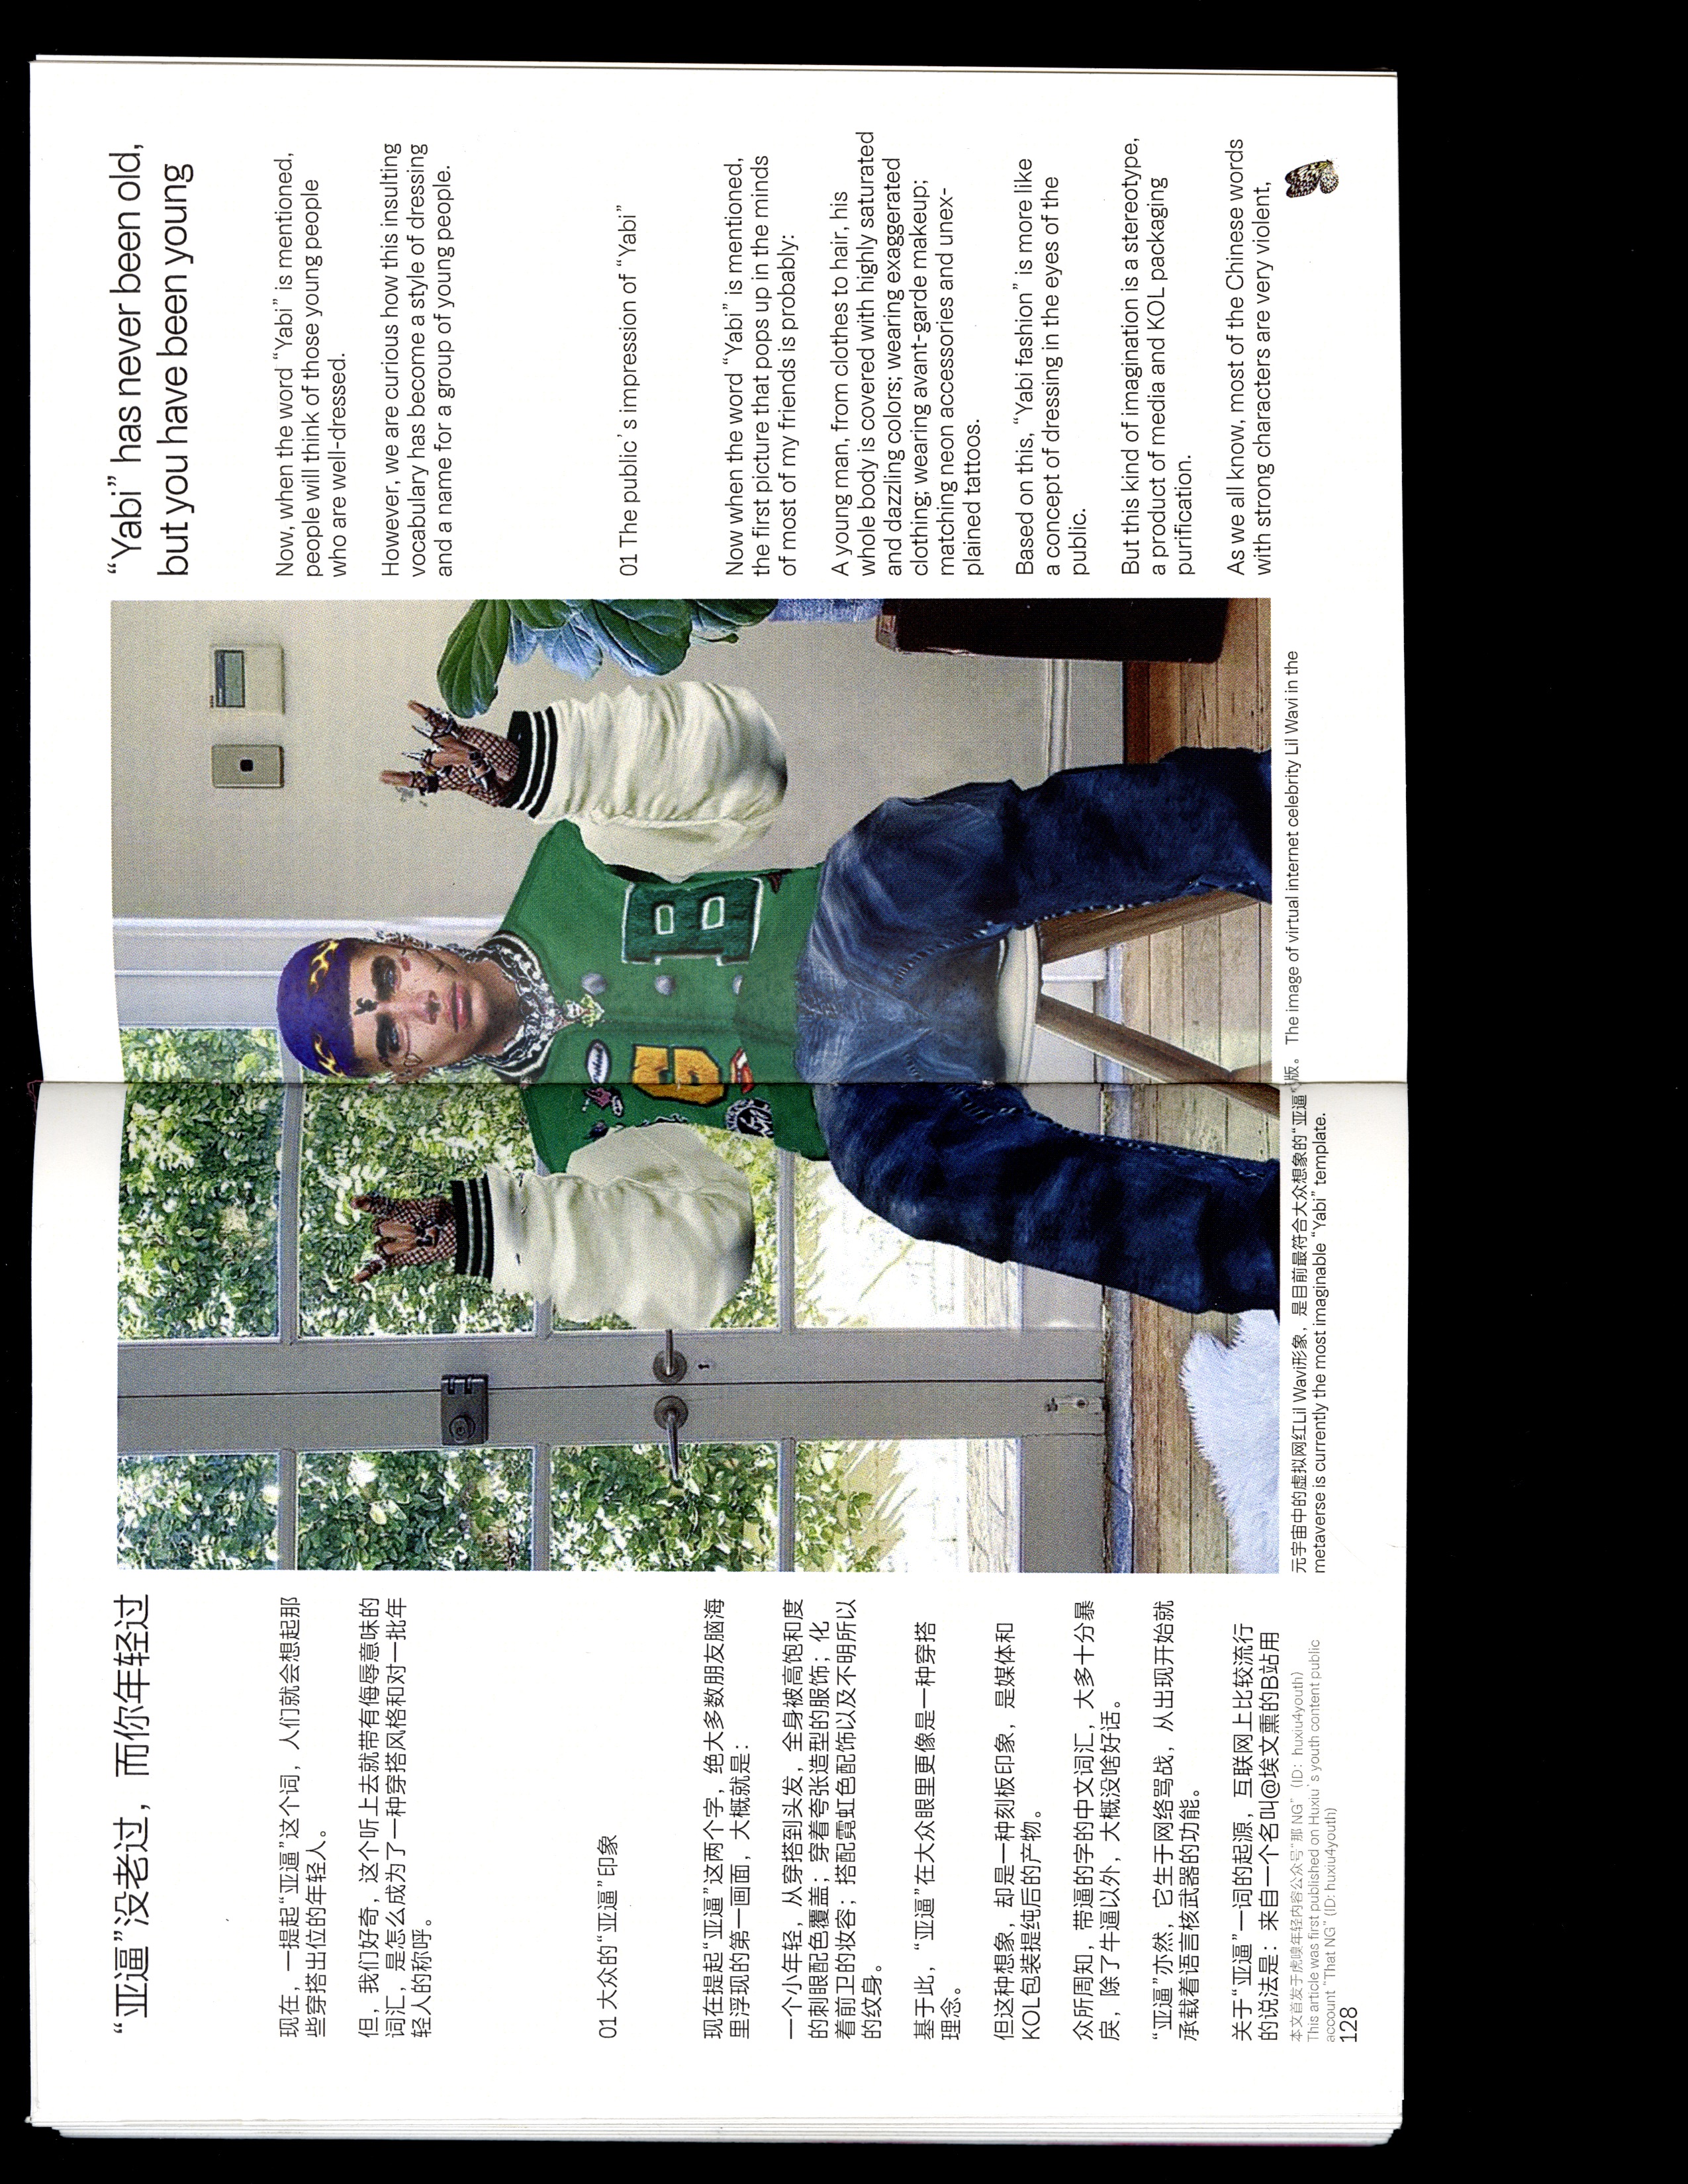 “亚逼”没老过，而你年轻过
现在，一提起“亚逼”这个词，人们就会想起那
些穿搭出位的年轻人。
但，我们好奇，这个听上去就带有侮辱意味的
词汇，是怎么成为了一种穿搭风格和对一批年
轻人的称呼。
01 大众的“亚逼”印象
现在提起“亚逼”这两个字，绝大多数朋友脑海
里浮现的第一画面，大概就是：
一个小年轻，从穿搭到头发，全身被高饱和度
的刺眼配色覆盖；穿着夸张造型的服饰；化
着前卫的妆容；搭配霓虹色配饰以及不明所以
的纹身。
基于此，“亚逼”在大众眼里更像是一种穿搭
理念。
但这种想象，却是一种刻板印象，是媒体和
KOL包装提纯后的产物。
众所周知，带逼的字的中文词汇，大多十分暴
戾，除了牛逼以外，大概没啥好话。
“亚逼”亦然，它生于网络骂战，从出现开始就
承载着语言核武器的功能。
关于“亚逼”一词的起源，互联网上比较流行
的说法是：来自一个名叫@埃文熏的B站用
本文首发于虎嗅年轻内容公众号“那 NG”（ID：huxiu4youth）
This article was first published on Huxiu's youth content public
account “That NG” (ID: huxiu4youth)
128
G B
元宇宙中的虚拟网红Lil Wavi形象，是目前最符合大众想象的“亚逼”版。 The image of virtual internet celebrity Lil Wavi in the
metaverse is currently the most imaginable “Yabi” template.
“Yabi” has never been old,
but you have been young
Now, when the word “Yabi” is mentioned,
people will think of those young people
who are well-dressed.
However, we are curious how this insulting
vocabulary has become a style of dressing
and a name for a group of young people.
01 The public's impression of “Yabi”
Now when the word “Yabi” is mentioned,
the first picture that pops up in the minds
of most of my friends is probably:
A young man, from clothes to hair, his
whole body is covered with highly saturated
and dazzling colors; wearing exaggerated
clothing; wearing avant-garde makeup;
matching neon accessories and unex-
plained tattoos.
Based on this, “Yabi fashion” is more like
a concept of dressing in the eyes of the
public.
But this kind of imagination is a stereotype,
a product of media and KOL packaging
purification.
As we all know, most of the Chinese words
with strong characters are very violent,